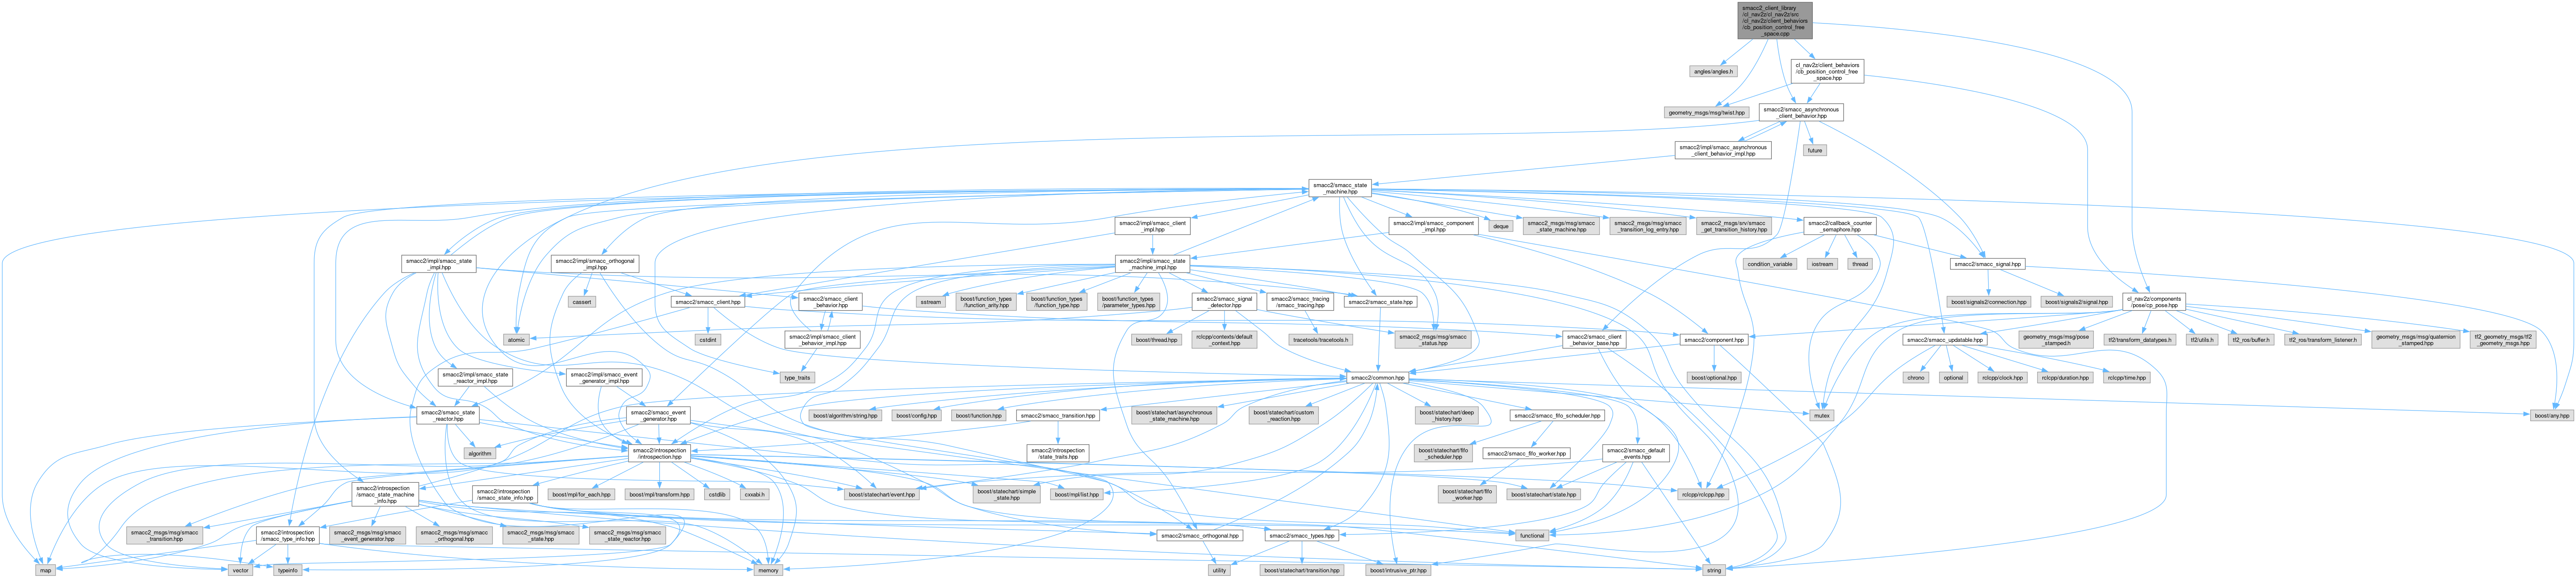 smacc2_client_library
/cl_nav2z/cl_nav2z/src
/cl_nav2z/client_behaviors
/cb_position_control_free
_space.cpp
angles/angles.h
cl_nav2z/client_behaviors
/cb_position_control_free
_space.hpp
geometry_msgs/msg/twist.hpp
smacc2/smacc_asynchronous
_client_behavior.hpp
smacc2/impl/smacc_asynchronous
_client_behavior_impl.hpp
future
smacc2/smacc_state
_machine.hpp
smacc2/impl/smacc_client
_impl.hpp
smacc2/impl/smacc_component
_impl.hpp
deque
smacc2_msgs/msg/smacc
_state_machine.hpp
smacc2_msgs/msg/smacc
_transition_log_entry.hpp
smacc2_msgs/srv/smacc
_get_transition_history.hpp
smacc2/callback_counter
_semaphore.hpp
smacc2/impl/smacc_state
_impl.hpp
smacc2/impl/smacc_orthogonal
_impl.hpp
smacc2/impl/smacc_state
_machine_impl.hpp
condition_variable
iostream
thread
smacc2/smacc_signal.hpp
cassert
smacc2/smacc_client.hpp
smacc2/smacc_client
_behavior.hpp
sstream
boost/function_types
/function_arity.hpp
boost/function_types
/function_type.hpp
boost/function_types
/parameter_types.hpp
smacc2/smacc_signal
_detector.hpp
smacc2/smacc_tracing
/smacc_tracing.hpp
smacc2/smacc_state.hpp
boost/signals2/connection.hpp
boost/signals2/signal.hpp
cl_nav2z/components
/pose/cp_pose.hpp
atomic
cstdint
smacc2/impl/smacc_client
_behavior_impl.hpp
boost/thread.hpp
rclcpp/contexts/default
_context.hpp
tracetools/tracetools.h
smacc2_msgs/msg/smacc
_status.hpp
smacc2/smacc_client
_behavior_base.hpp
smacc2/component.hpp
smacc2/smacc_updatable.hpp
geometry_msgs/msg/pose
_stamped.h
tf2/transform_datatypes.h
tf2/utils.h
tf2_ros/buffer.h
tf2_ros/transform_listener.h
geometry_msgs/msg/quaternion
_stamped.hpp
tf2_geometry_msgs/tf2
_geometry_msgs.hpp
smacc2/impl/smacc_state
_reactor_impl.hpp
smacc2/impl/smacc_event
_generator_impl.hpp
type_traits
smacc2/common.hpp
boost/optional.hpp
chrono
optional
rclcpp/clock.hpp
rclcpp/duration.hpp
rclcpp/time.hpp
smacc2/smacc_state
_reactor.hpp
smacc2/smacc_event
_generator.hpp
boost/algorithm/string.hpp
boost/config.hpp
boost/function.hpp
smacc2/smacc_transition.hpp
boost/statechart/asynchronous
_state_machine.hpp
boost/statechart/custom
_reaction.hpp
boost/statechart/deep
_history.hpp
smacc2/smacc_fifo_scheduler.hpp
mutex
boost/any.hpp
algorithm
smacc2/introspection
/introspection.hpp
smacc2/introspection
/state_traits.hpp
boost/statechart/fifo
_scheduler.hpp
smacc2/smacc_fifo_worker.hpp
smacc2/smacc_default
_events.hpp
smacc2/introspection
/smacc_state_machine
_info.hpp
smacc2/introspection
/smacc_state_info.hpp
boost/mpl/for_each.hpp
boost/mpl/transform.hpp
cstdlib
cxxabi.h
boost/statechart/event.hpp
boost/statechart/simple
_state.hpp
boost/mpl/list.hpp
boost/statechart/fifo
_worker.hpp
boost/statechart/state.hpp
rclcpp/rclcpp.hpp
smacc2_msgs/msg/smacc
_transition.hpp
smacc2/introspection
/smacc_type_info.hpp
smacc2_msgs/msg/smacc
_event_generator.hpp
smacc2_msgs/msg/smacc
_orthogonal.hpp
smacc2_msgs/msg/smacc
_state.hpp
smacc2_msgs/msg/smacc
_state_reactor.hpp
smacc2/smacc_orthogonal.hpp
smacc2/smacc_types.hpp
functional
map
vector
typeinfo
memory
utility
boost/statechart/transition.hpp
boost/intrusive_ptr.hpp
string